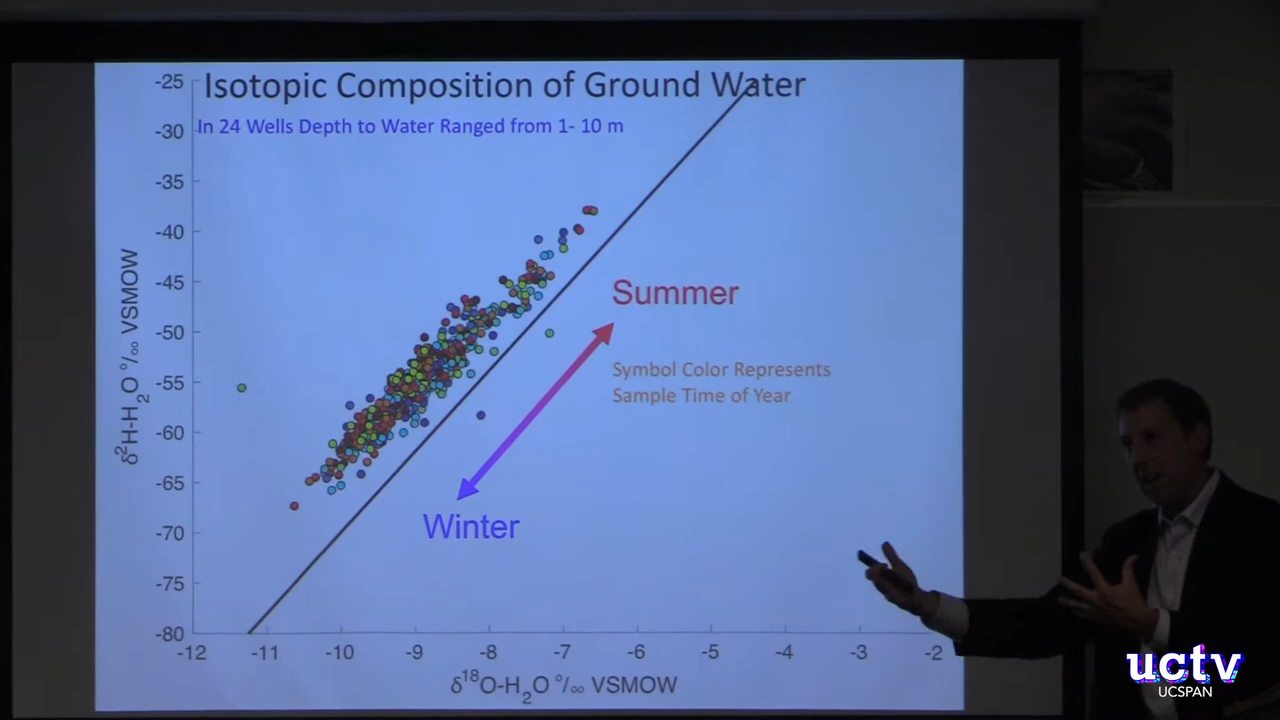 Isotopic Composition of Ground Water
In 24 Wells Depth to Water Ranged from 1- 10 m
-25
-30
-35
-40
-45
-50
-55
-60
-65
-70
-75
-80
δ²H-H₂O °/∞ VSMOW
Summer
Symbol Color Represents
Sample Time of Year
Winter
-12 -11 -10 -9 -8 -7 -6 -5 -4 -3 -2
δ¹⁸O-H₂O °/∞ VSMOW
uctv
UCSPAN